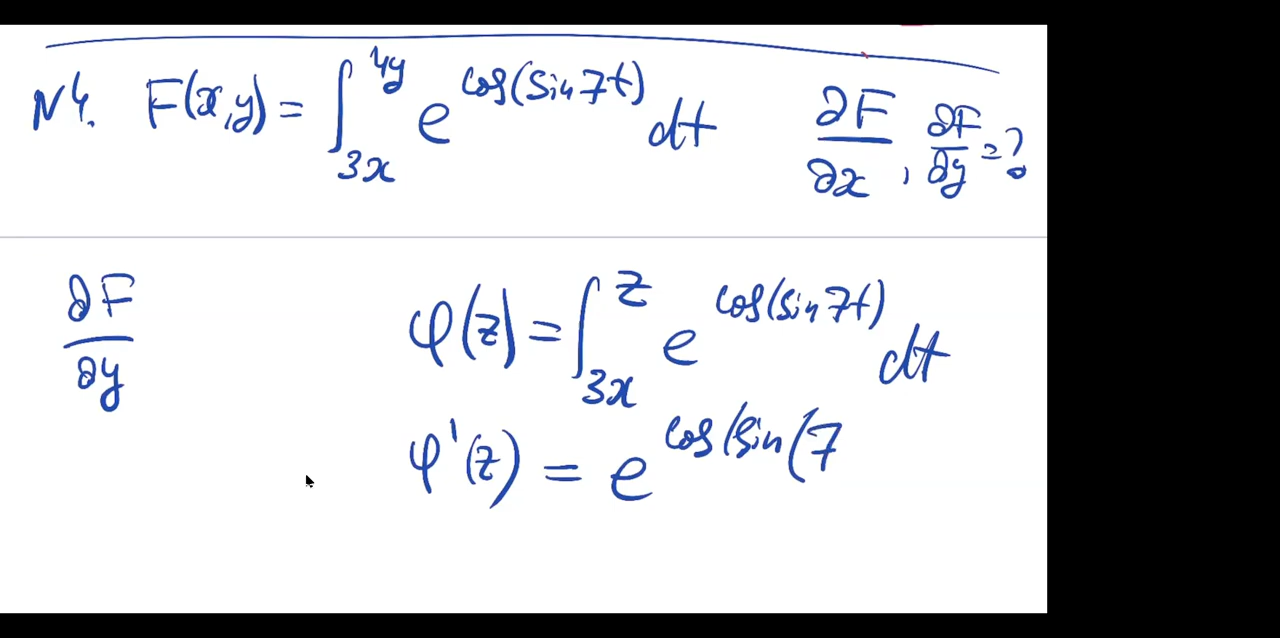 N4. F(x,y) = ∫_{3x}^{4y} e^{cos(sin 7t)} dt   ∂F/∂x, ∂F/∂y = ?
∂F/∂y   φ(z) = ∫_{3x}^{z} e^{cos(sin 7t)} dt
φ'(z) = e^{cos(sin(7